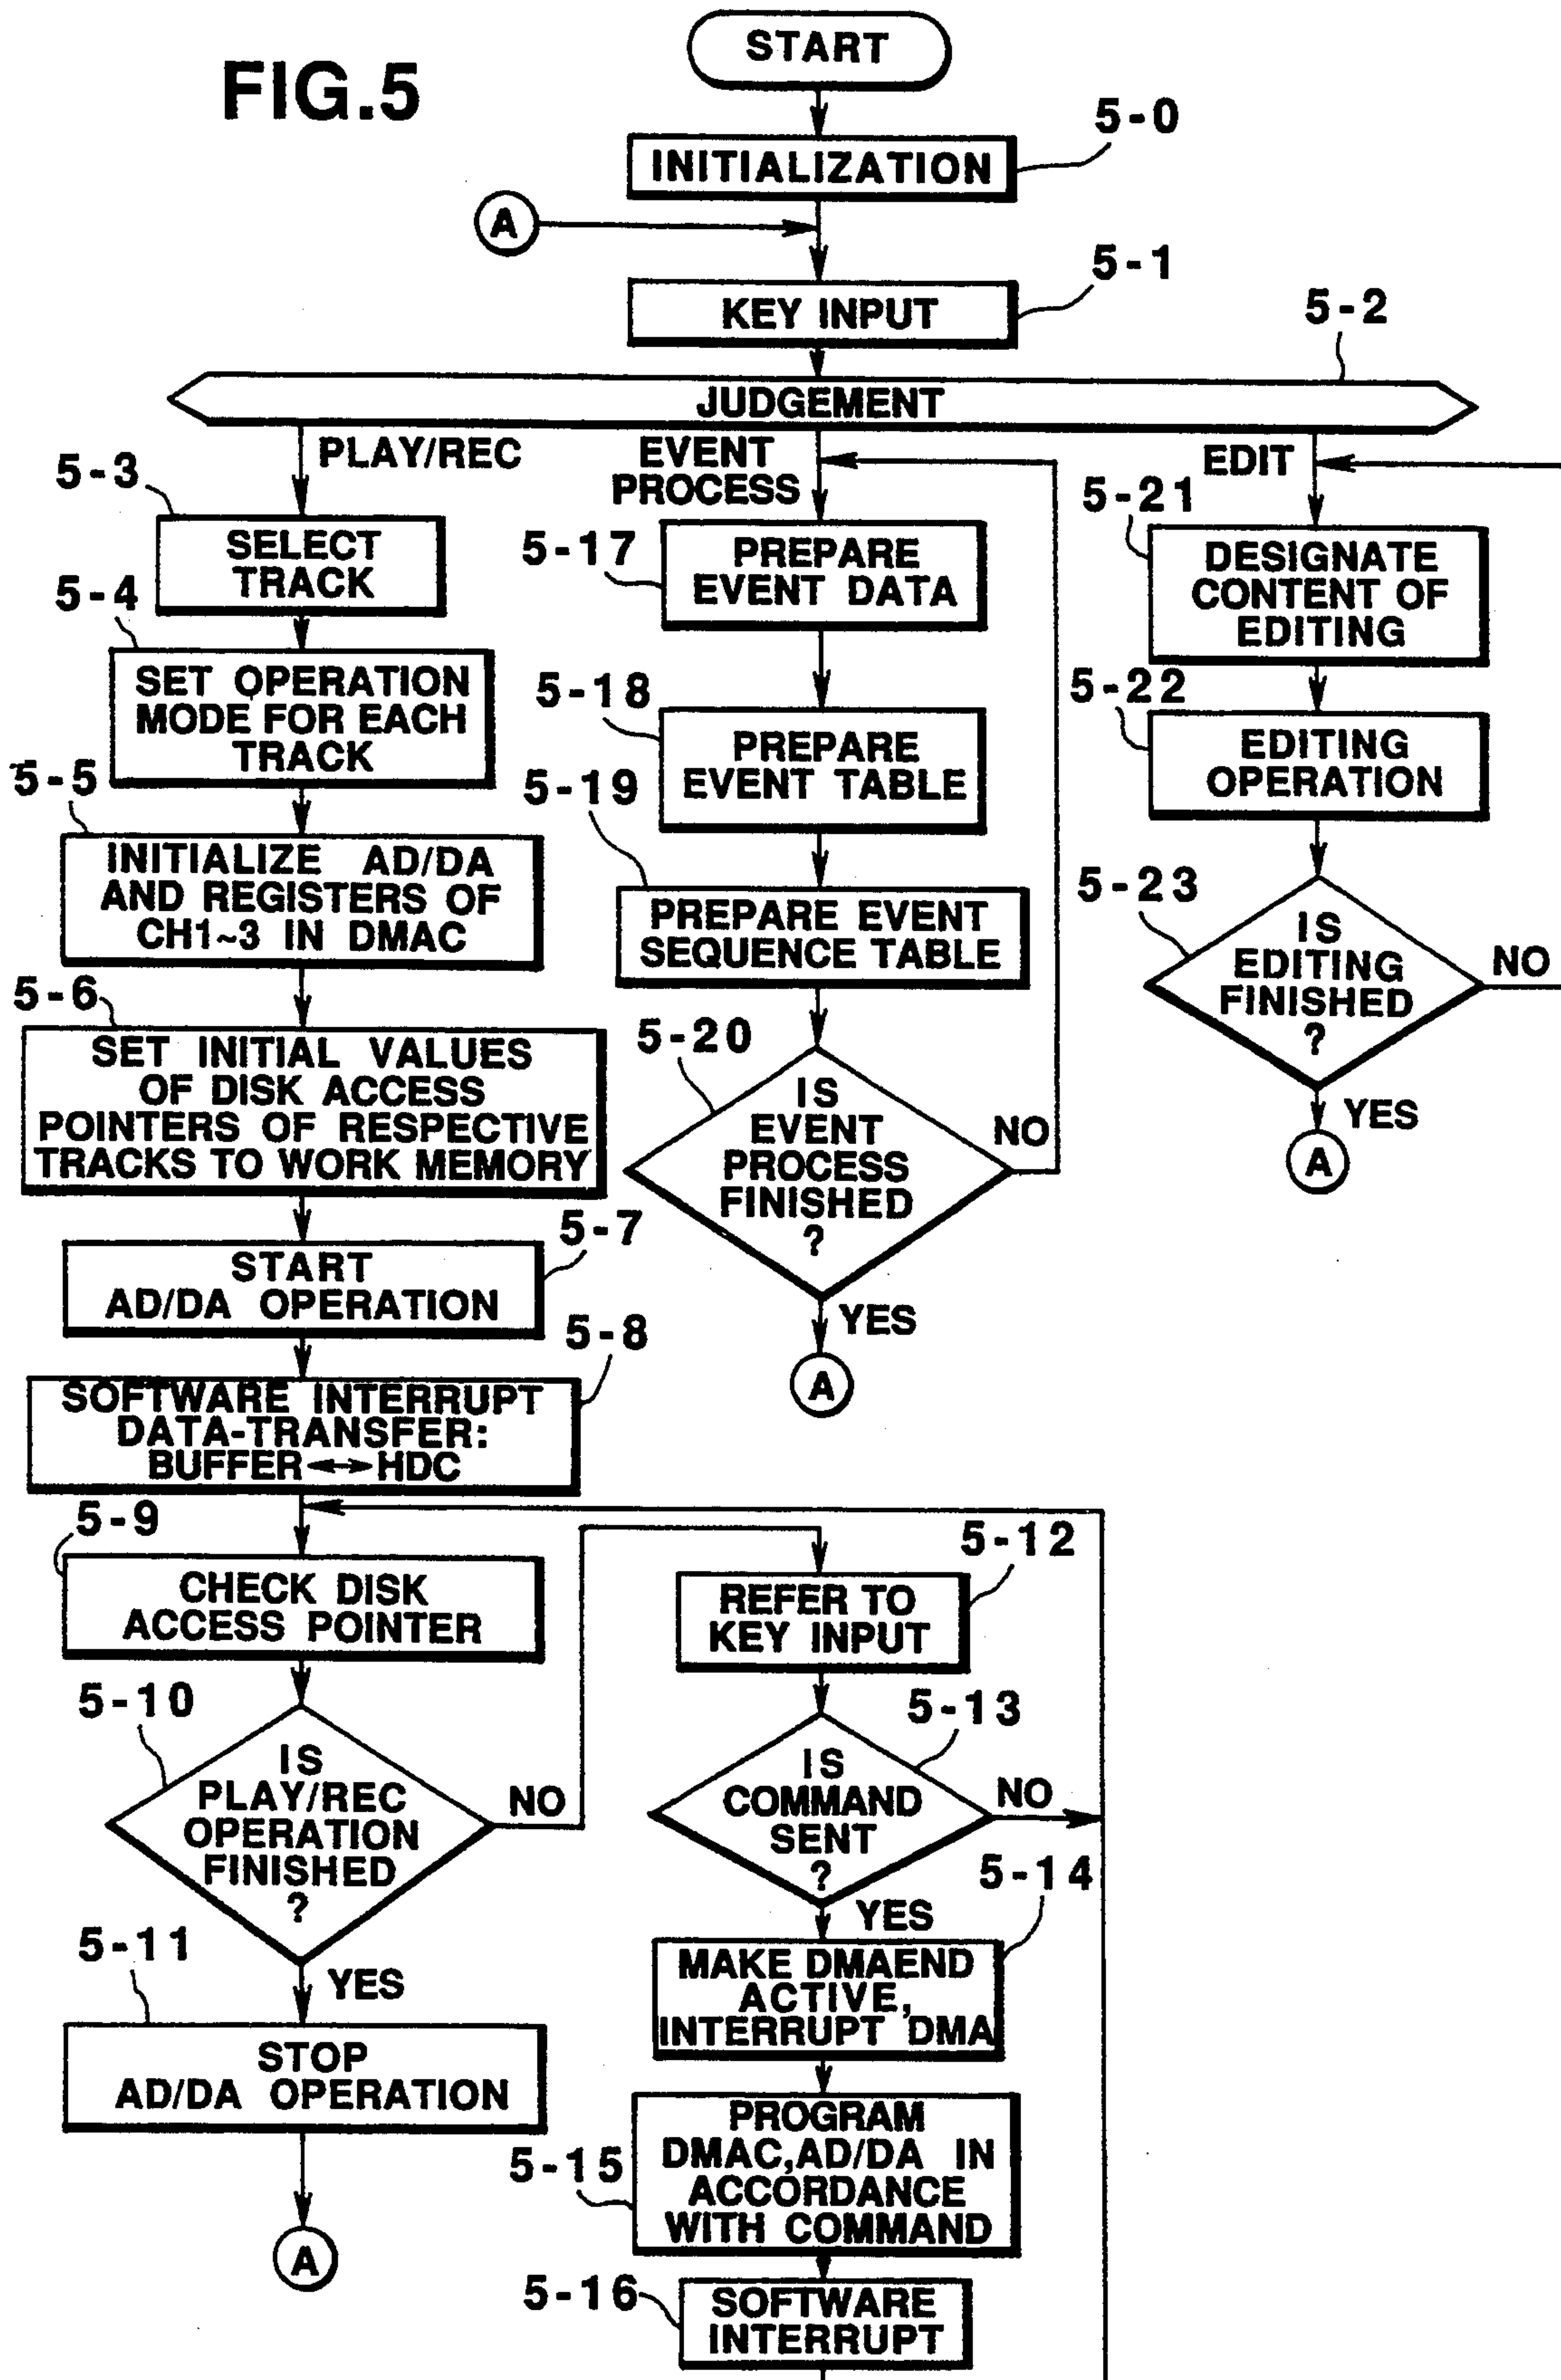 FIG.5
START
5-0
INITIALIZATION
A
5-1
KEY INPUT
5-2
JUDGEMENT
PLAY/REC
5-3
SELECT
TRACK
5-4
SET OPERATION
MODE FOR EACH
TRACK
5-5
INITIALIZE AD/DA
AND REGISTERS OF
CH1~3 IN DMAC
5-6
SET INITIAL VALUES
OF DISK ACCESS
POINTERS OF RESPECTIVE
TRACKS TO WORK MEMORY
5-7
START
AD/DA OPERATION
5-8
SOFTWARE INTERRUPT
DATA-TRANSFER:
BUFFER↔HDC
5-9
CHECK DISK
ACCESS POINTER
5-10
IS
PLAY/REC
OPERATION
FINISHED
?
NO
YES
5-11
STOP
AD/DA OPERATION
A
5-12
REFER TO
KEY INPUT
5-13
IS
COMMAND
SENT
?
NO
YES
5-14
MAKE DMAEND
ACTIVE,
INTERRUPT DMA
5-15
PROGRAM
DMAC,AD/DA IN
ACCORDANCE
WITH COMMAND
5-16
SOFTWARE
INTERRUPT
EVENT
PROCESS
5-17
PREPARE
EVENT DATA
5-18
PREPARE
EVENT TABLE
5-19
PREPARE EVENT
SEQUENCE TABLE
5-20
IS
EVENT
PROCESS
FINISHED
?
NO
YES
A
EDIT
5-21
DESIGNATE
CONTENT OF
EDITING
5-22
EDITING
OPERATION
5-23
IS
EDITING
FINISHED
?
NO
YES
A